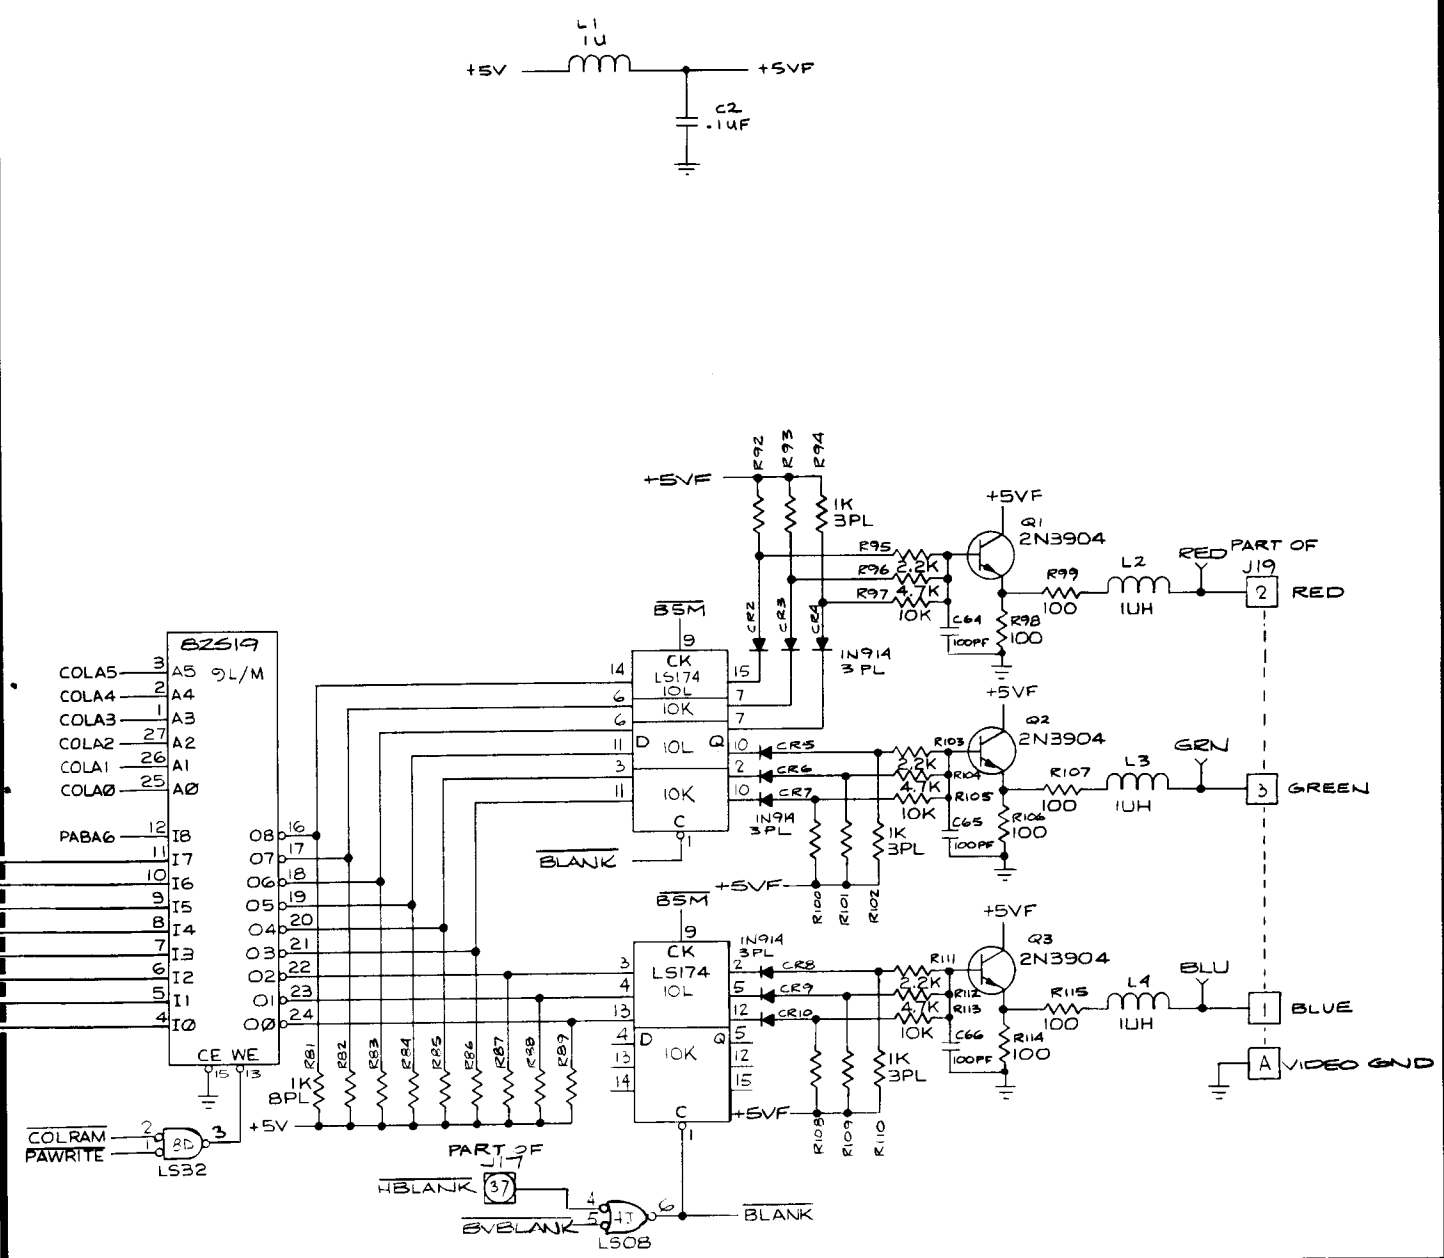 L1
1U
+5V +5VF
C2
.1UF
R92 R93 R94
+5VF
1K
3PL
+5VF
Q1
2N3904
R95
2.2K
R96
4.7K
R97
10K
R99
100
L2
1UH
RED
PART OF
J19
2 RED
C64
100PF
R98
100
CR2 CR3 CR4
1N914
3 PL
B5M
9
CK
LS174
10L
10K
14 15
6 7
6 7
D 10L Q
11 10
3 2
11 10
10K
C
1
BLANK
CR5
CR6
CR7
1N914
3PL
+5VF
Q2
2N3904
R103
2.2K
R104
4.7K
R105
10K
R107
100
L3
1UH
GRN
3 GREEN
C65
100PF
R106
100
1K
3PL
+5VF
R100 R101 R102
82S19
9L/M
COLA5 3 A5
COLA4 2 A4
COLA3 1 A3
COLA2 27 A2
COLA1 26 A1
COLA0 25 A0
PABA6 12 I8 O8 16
11 I7 O7 17
10 I6 O6 18
9 I5 O5 19
8 I4 O4 20
7 I3 O3 21
6 I2 O2 22
5 I1 O1 23
4 I0 O0 24
CE WE
15 13
R81 R82 R83 R84 R85 R86 R87 R88 R89
1K
8PL
+5V
COLRAM 2
PAWRITE 1
8D 3
LS32
B5M
9
CK
LS174
10L
3 2
4 5
13 12
4 D Q 5
13 10K 12
14 15
C
1
1N914
3PL
CR8
CR9
CR10
+5VF
Q3
2N3904
R111
2.2K
R112
4.7K
R113
10K
R115
100
L4
1UH
BLU
1 BLUE
C66
100PF
R114
100
1K
3PL
+5VF
R108 R109 R110
A VIDEO GND
PART OF
J17
HBLANK 37
4
BVBLANK 5
4J 6 BLANK
LS08